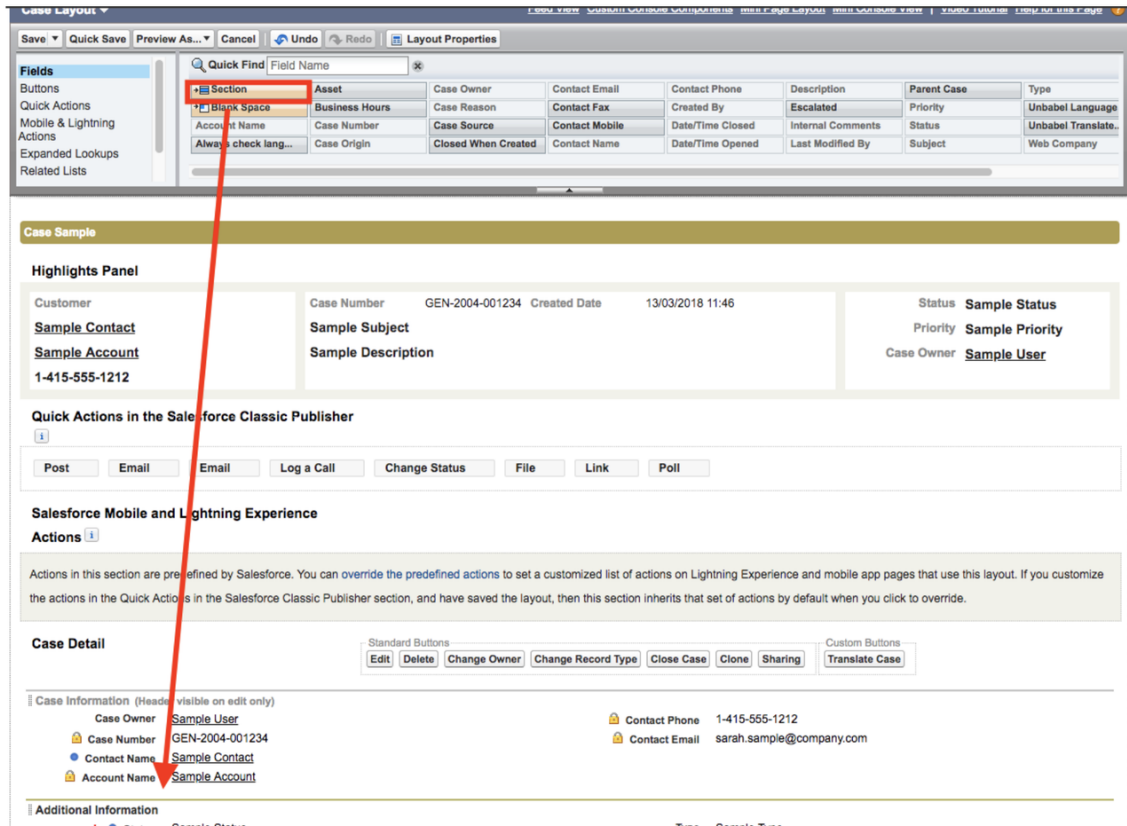 Case Layout
Feed View Custom Console Components Mini Page Layout Mini Console View | Video Tutorial Help for this Page
Save Quick Save Preview As... Cancel Undo Redo Layout Properties
Quick Find Field Name
Fields
Buttons
Quick Actions
Mobile & Lightning
Actions
Expanded Lookups
Related Lists
Section Asset Case Owner Contact Email Contact Phone Description Parent Case Type
Blank Space Business Hours Case Reason Contact Fax Created By Escalated Priority Unbabel Language
Account Name Case Number Case Source Contact Mobile Date/Time Closed Internal Comments Status Unbabel Translate..
Always check lang... Case Origin Closed When Created Contact Name Date/Time Opened Last Modified By Subject Web Company
Case Sample
Highlights Panel
Customer
Sample Contact
Sample Account
1-415-555-1212
Case Number GEN-2004-001234 Created Date 13/03/2018 11:46
Sample Subject
Sample Description
Status Sample Status
Priority Sample Priority
Case Owner Sample User
Quick Actions in the Salesforce Classic Publisher
i
Post Email Email Log a Call Change Status File Link Poll
Salesforce Mobile and Lightning Experience
Actions i
Actions in this section are predefined by Salesforce. You can override the predefined actions to set a customized list of actions on Lightning Experience and mobile app pages that use this layout. If you customize
the actions in the Quick Actions in the Salesforce Classic Publisher section, and have saved the layout, then this section inherits that set of actions by default when you click to override.
Case Detail
Standard Buttons
Edit Delete Change Owner Change Record Type Close Case Clone Sharing
Custom Buttons
Translate Case
Case Information (Header visible on edit only)
Case Owner Sample User
Case Number GEN-2004-001234
Contact Name Sample Contact
Account Name Sample Account
Contact Phone 1-415-555-1212
Contact Email sarah.sample@company.com
Additional Information
Sample Status
Type Sample Type